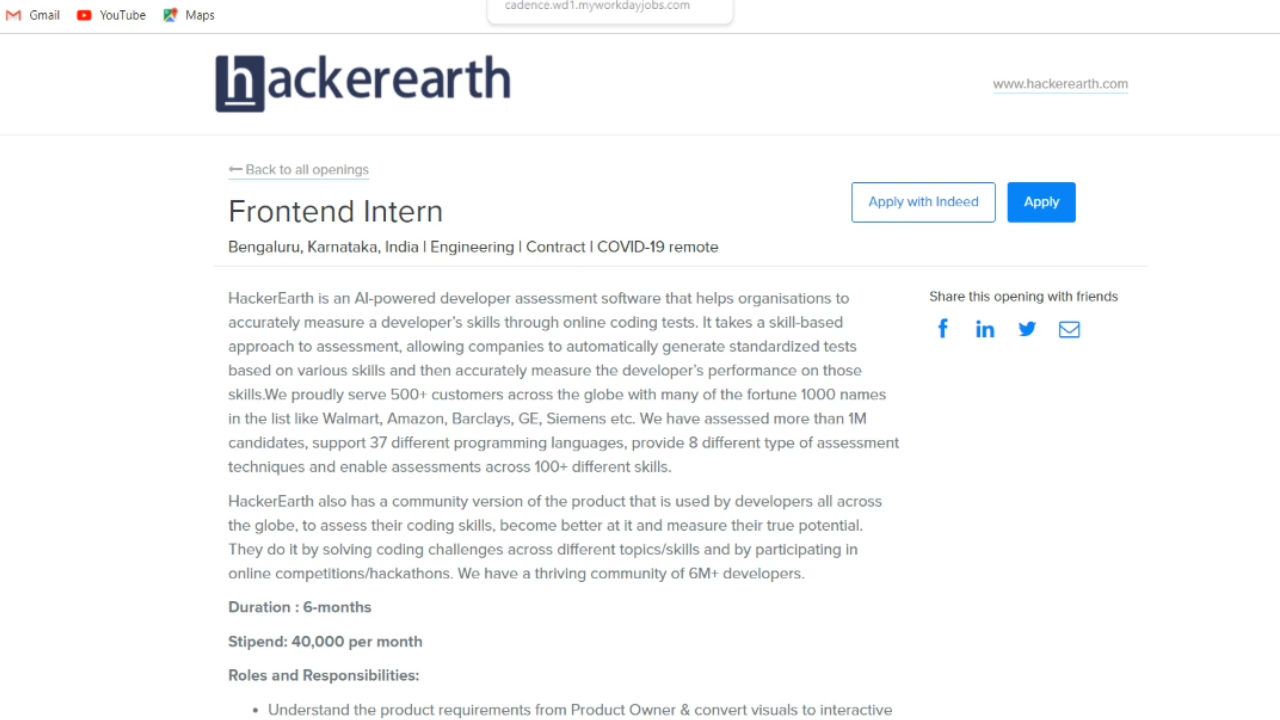 Gmail YouTube Maps
cadence.wd1.myworkdayjobs.com
hackerearth
www.hackerearth.com
Back to all openings
Frontend Intern
Apply with Indeed Apply
Bengaluru, Karnataka, India | Engineering | Contract | COVID-19 remote
HackerEarth is an AI-powered developer assessment software that helps organisations to
accurately measure a developer's skills through online coding tests. It takes a skill-based
approach to assessment, allowing companies to automatically generate standardized tests
based on various skills and then accurately measure the developer's performance on those
skills.We proudly serve 500+ customers across the globe with many of the fortune 1000 names
in the list like Walmart, Amazon, Barclays, GE, Siemens etc. We have assessed more than 1M
candidates, support 37 different programming languages, provide 8 different type of assessment
techniques and enable assessments across 100+ different skills.
Share this opening with friends
HackerEarth also has a community version of the product that is used by developers all across
the globe, to assess their coding skills, become better at it and measure their true potential.
They do it by solving coding challenges across different topics/skills and by participating in
online competitions/hackathons. We have a thriving community of 6M+ developers.
Duration : 6-months
Stipend: 40,000 per month
Roles and Responsibilities:
• Understand the product requirements from Product Owner & convert visuals to interactive